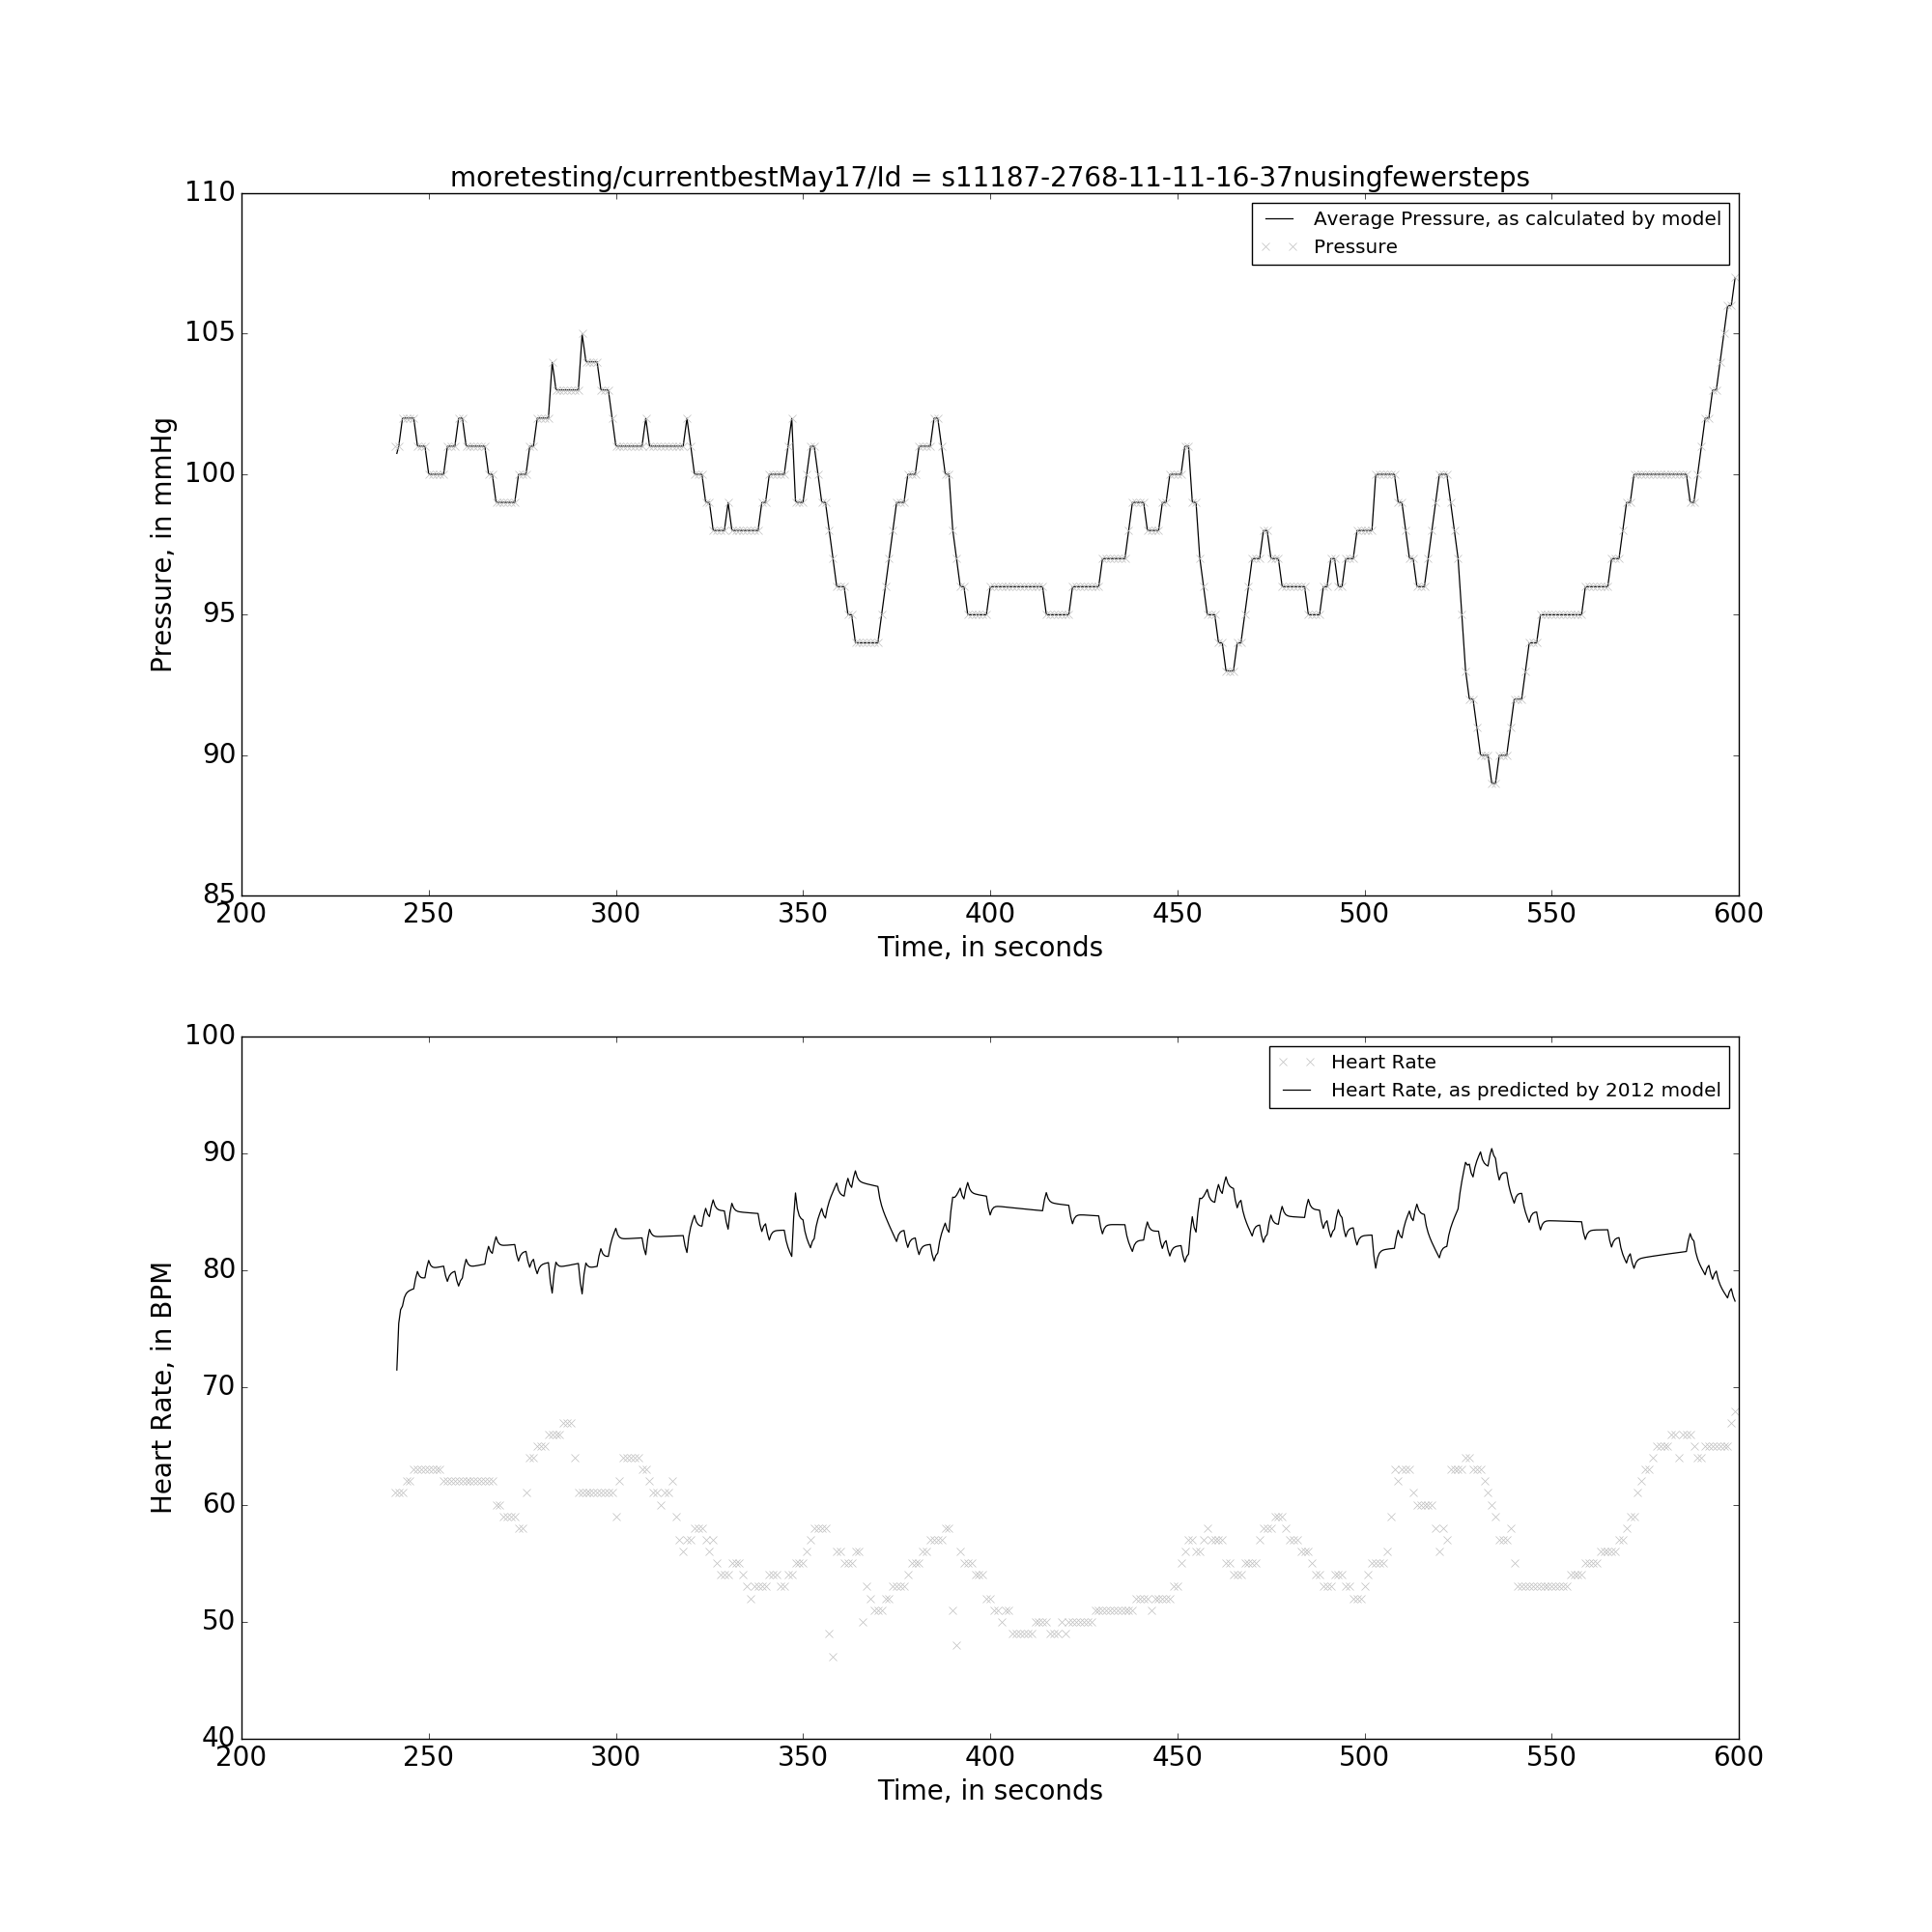 moretesting/currentbestMay17/Id = s11187-2768-11-11-16-37nusingfewersteps
110
105
100
95
90
85
Pressure, in mmHg
Average Pressure, as calculated by model
Pressure
200 250 300 350 400 450 500 550 600
Time, in seconds
100
90
80
70
60
50
40
Heart Rate, in BPM
Heart Rate
Heart Rate, as predicted by 2012 model
200 250 300 350 400 450 500 550 600
Time, in seconds